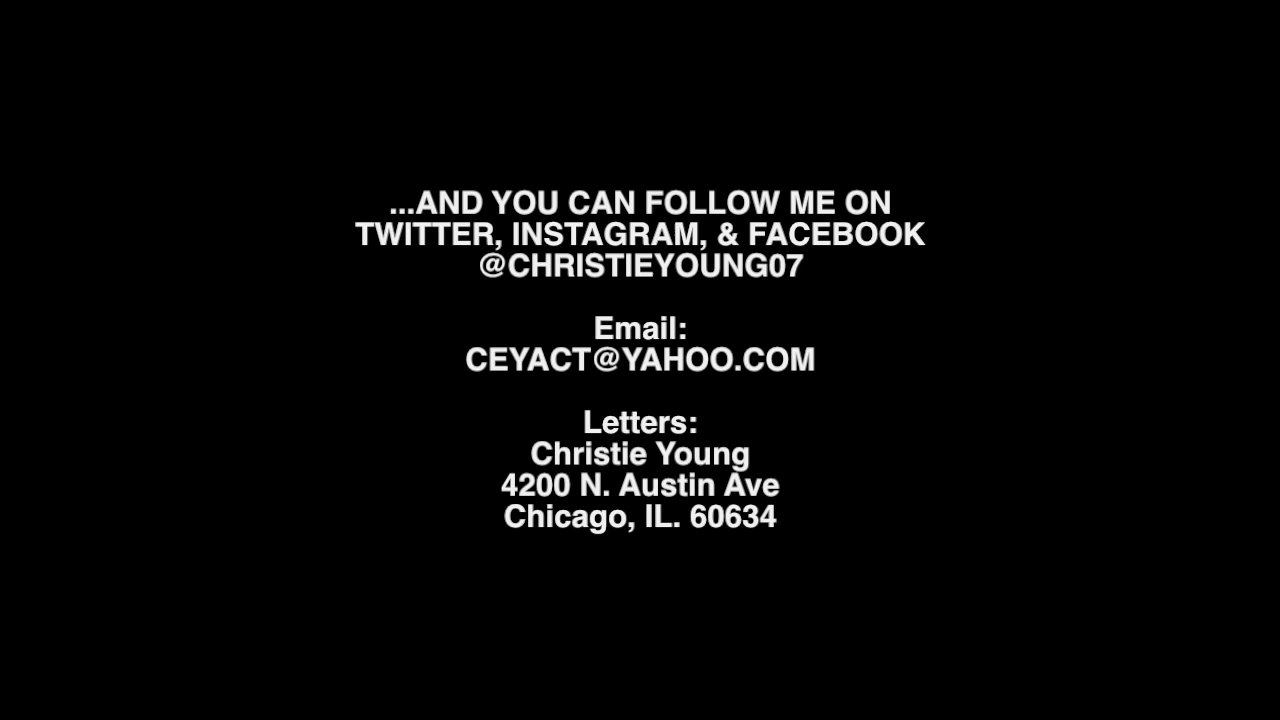 ...AND YOU CAN FOLLOW ME ON
TWITTER, INSTAGRAM, & FACEBOOK
@CHRISTIEYOUNG07
Email:
CEYACT@YAHOO.COM
Letters:
Christie Young
4200 N. Austin Ave
Chicago, IL. 60634